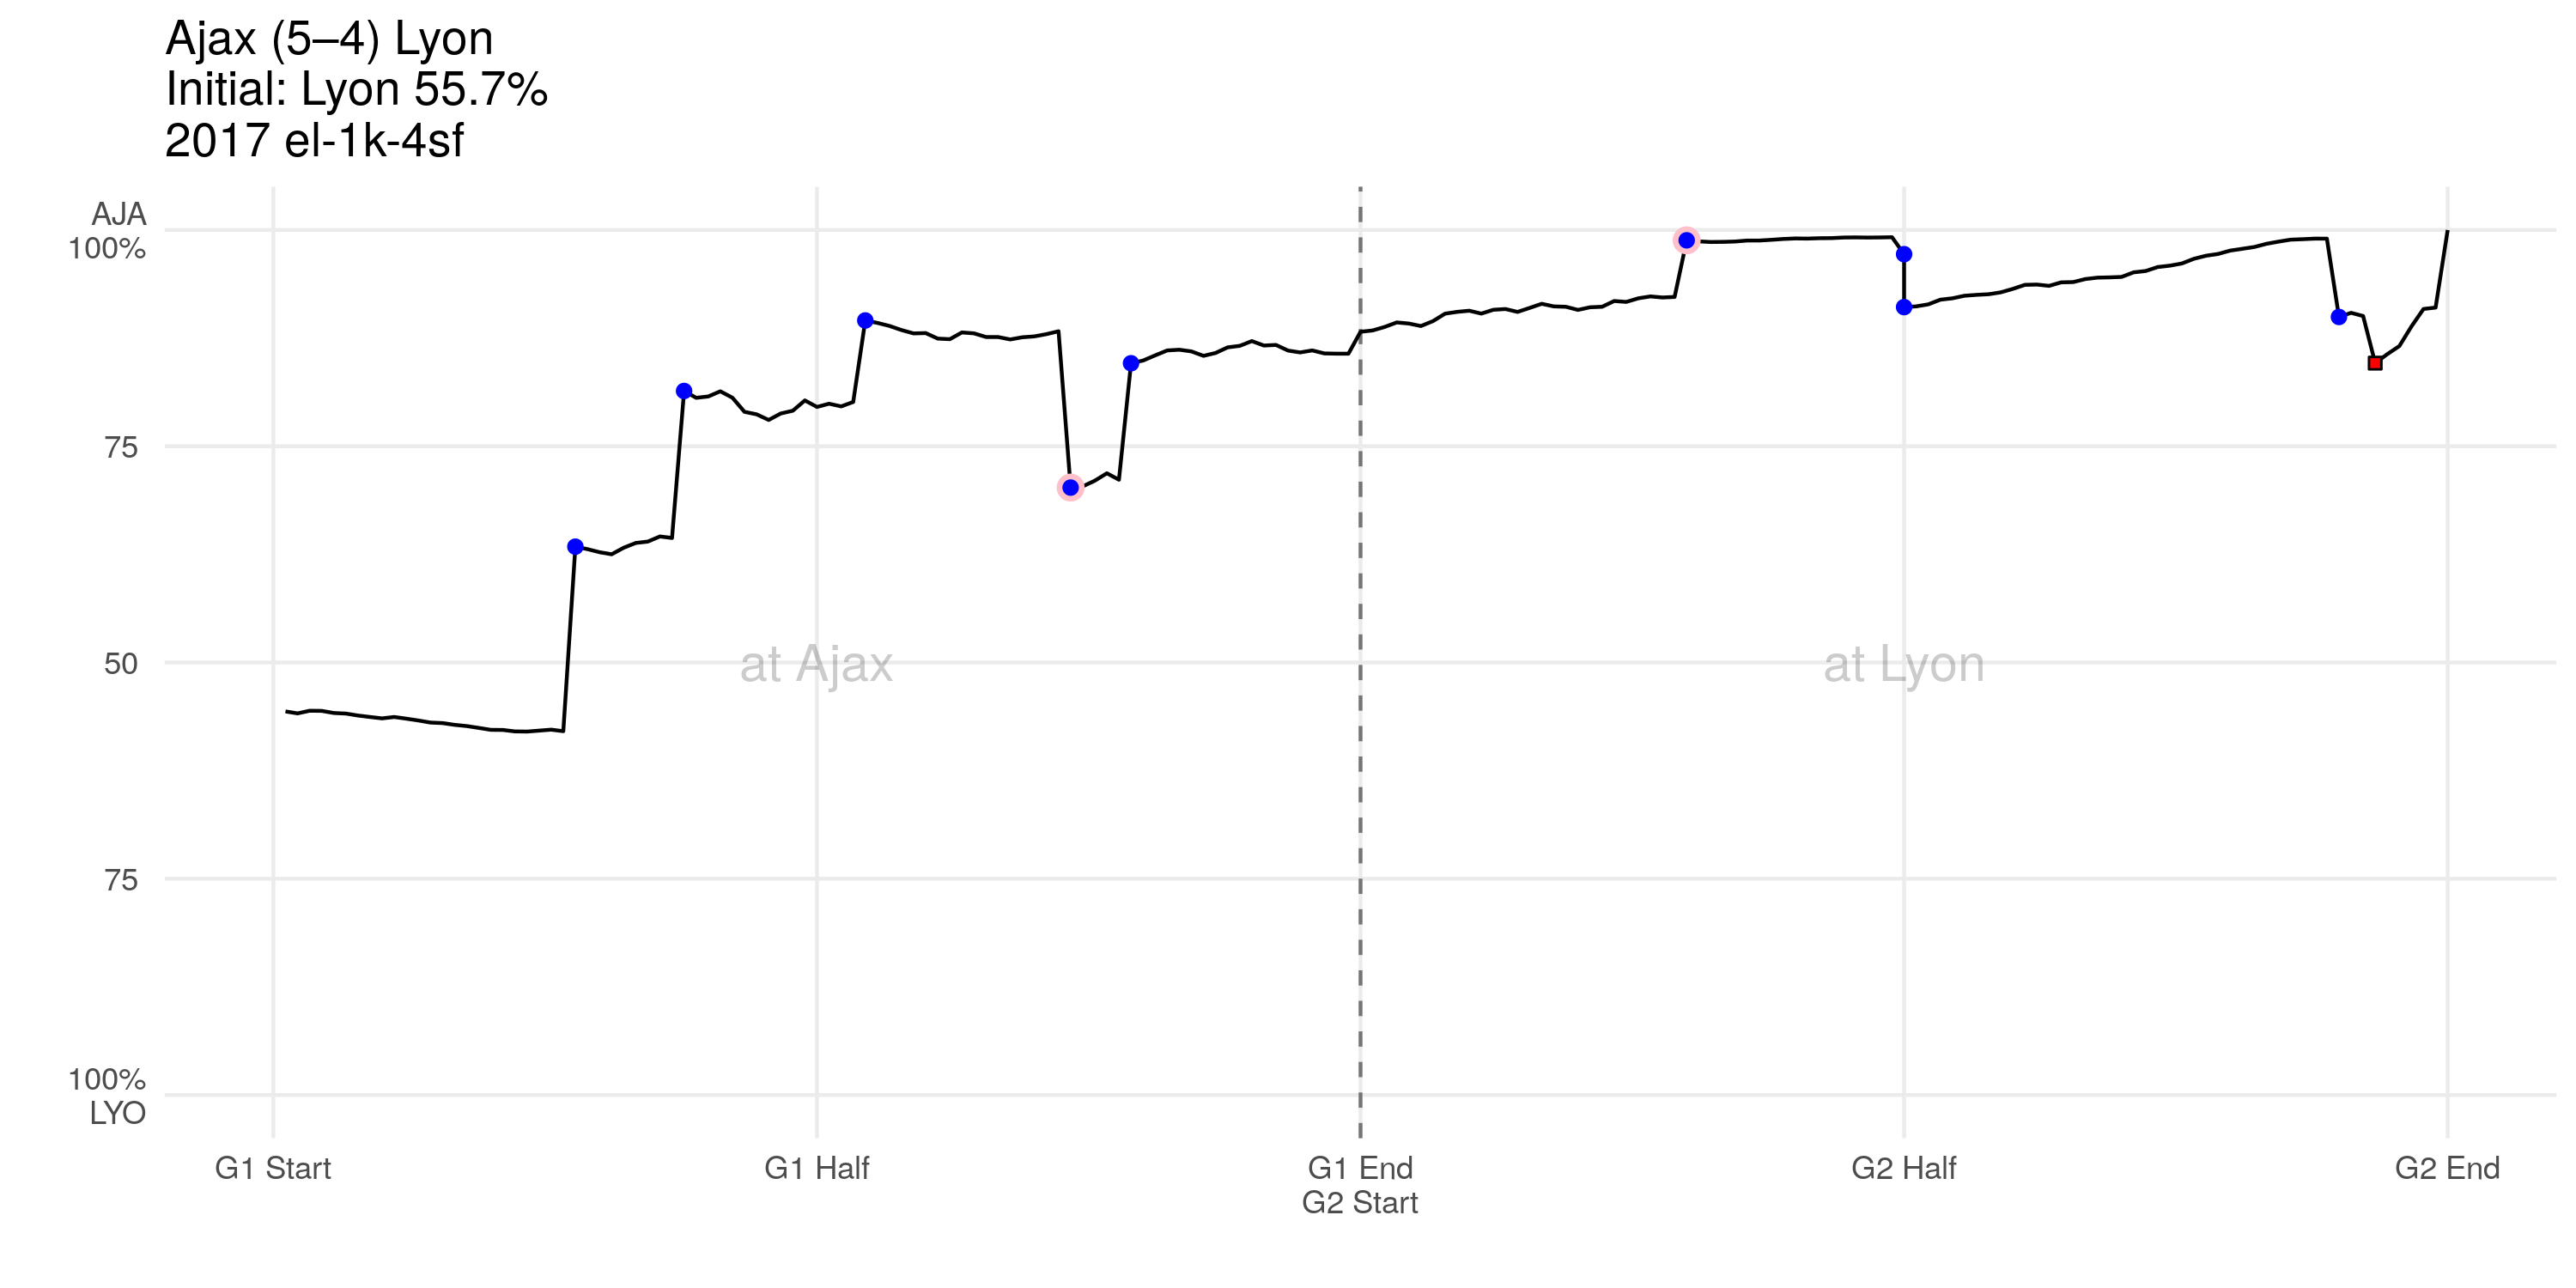 Ajax (5–4) Lyon
Initial: Lyon 55.7%
2017 el-1k-4sf
AJA
100%
75
50
75
100%
LYO
at Ajax
at Lyon
G1 Start
G1 Half
G1 End
G2 Start
G2 Half
G2 End